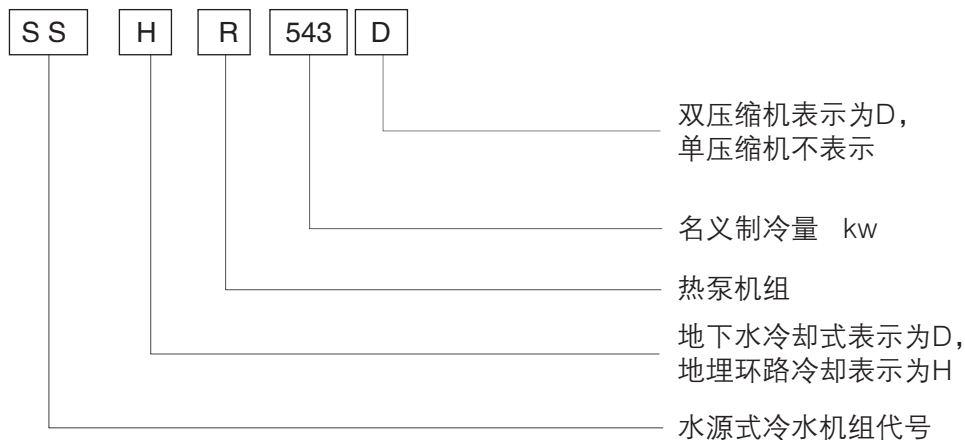 SS H R 543 D
双压缩机表示为D，
单压缩机不表示
名义制冷量 kw
热泵机组
地下水冷却式表示为D，
地埋环路冷却表示为H
水源式冷水机组代号